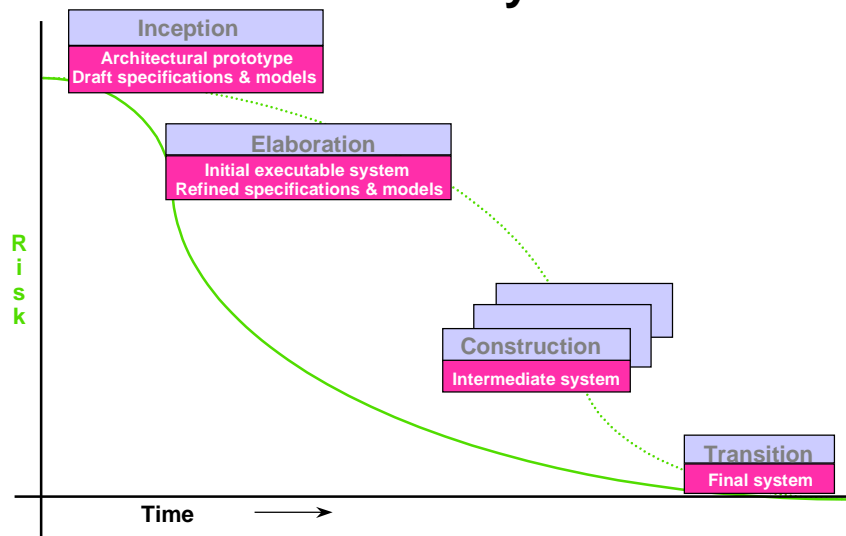 Inception
Architectural prototype
Draft specifications & models
Elaboration
Initial executable system
Refined specifications & models
Risk
Construction
Intermediate system
Transition
Final system
Time